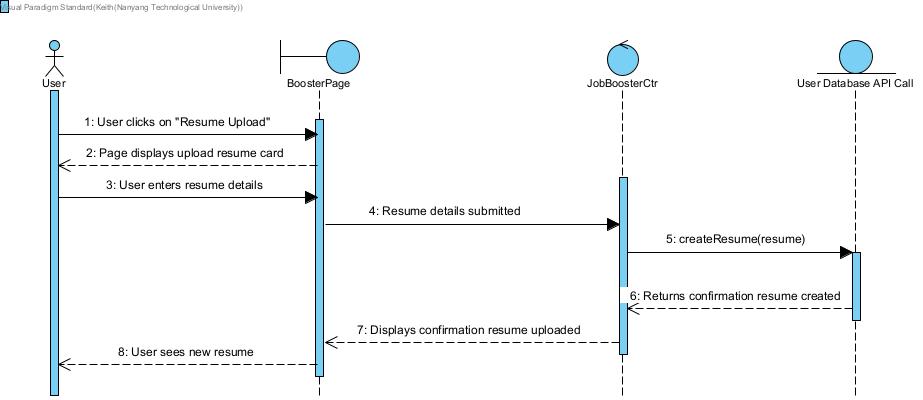 Visual Paradigm Standard(Keith(Nanyang Technological University))
User
BoosterPage
JobBoosterCtr
User Database API Call
1: User clicks on "Resume Upload"
2: Page displays upload resume card
3: User enters resume details
4: Resume details submitted
5: createResume(resume)
6: Returns confirmation resume created
7: Displays confirmation resume uploaded
8: User sees new resume